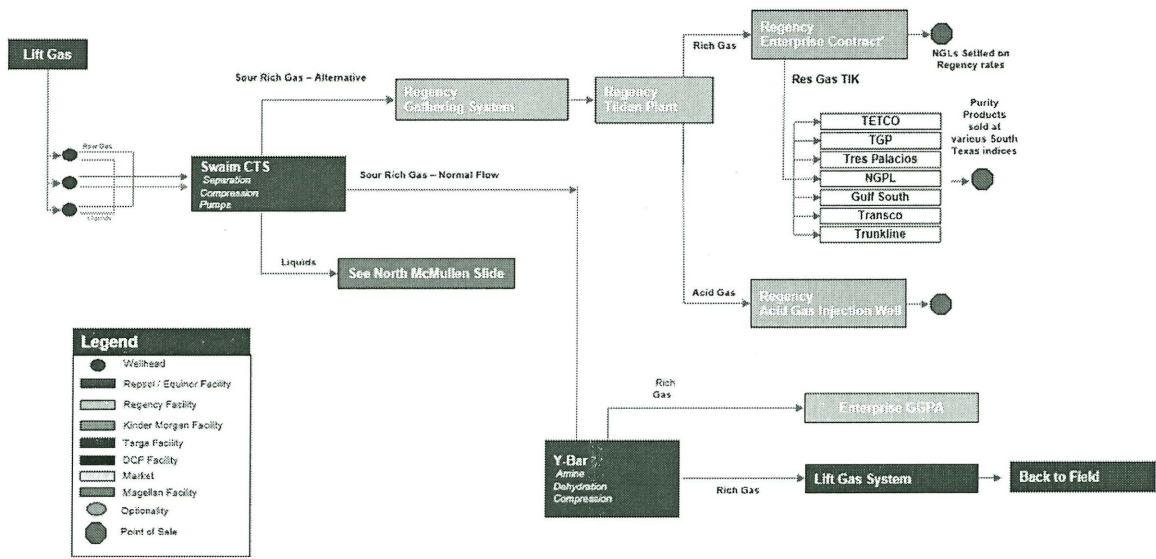 Lift Gas
Raw Gas
Liquids
Swaim CTS
Separation
Compression
Pumps
Sour Rich Gas – Alternative
Regency
Gathering System
Regency
Tilden Plant
Rich Gas
Regency
Enterprise Contract
NGLs Settled on
Regency rates
Res Gas TIK
TETCO
TGP
Tres Palacios
NGPL
Gulf South
Transco
Trunkline
Purity
Products
sold at
various South
Texas indices
Sour Rich Gas – Normal Flow
Liquids
See North McMullen Slide
Acid Gas
Regency
Acid Gas Injection Well
Legend
Wellhead
Repsol / Equinor Facility
Regency Facility
Kinder Morgan Facility
Targa Facility
DCP Facility
Market
Magellan Facility
Optionality
Point of Sale
Rich
Gas
Enterprise GGPA
Y-Bar
Amine
Dehydration
Compression
Rich Gas
Lift Gas System
Back to Field